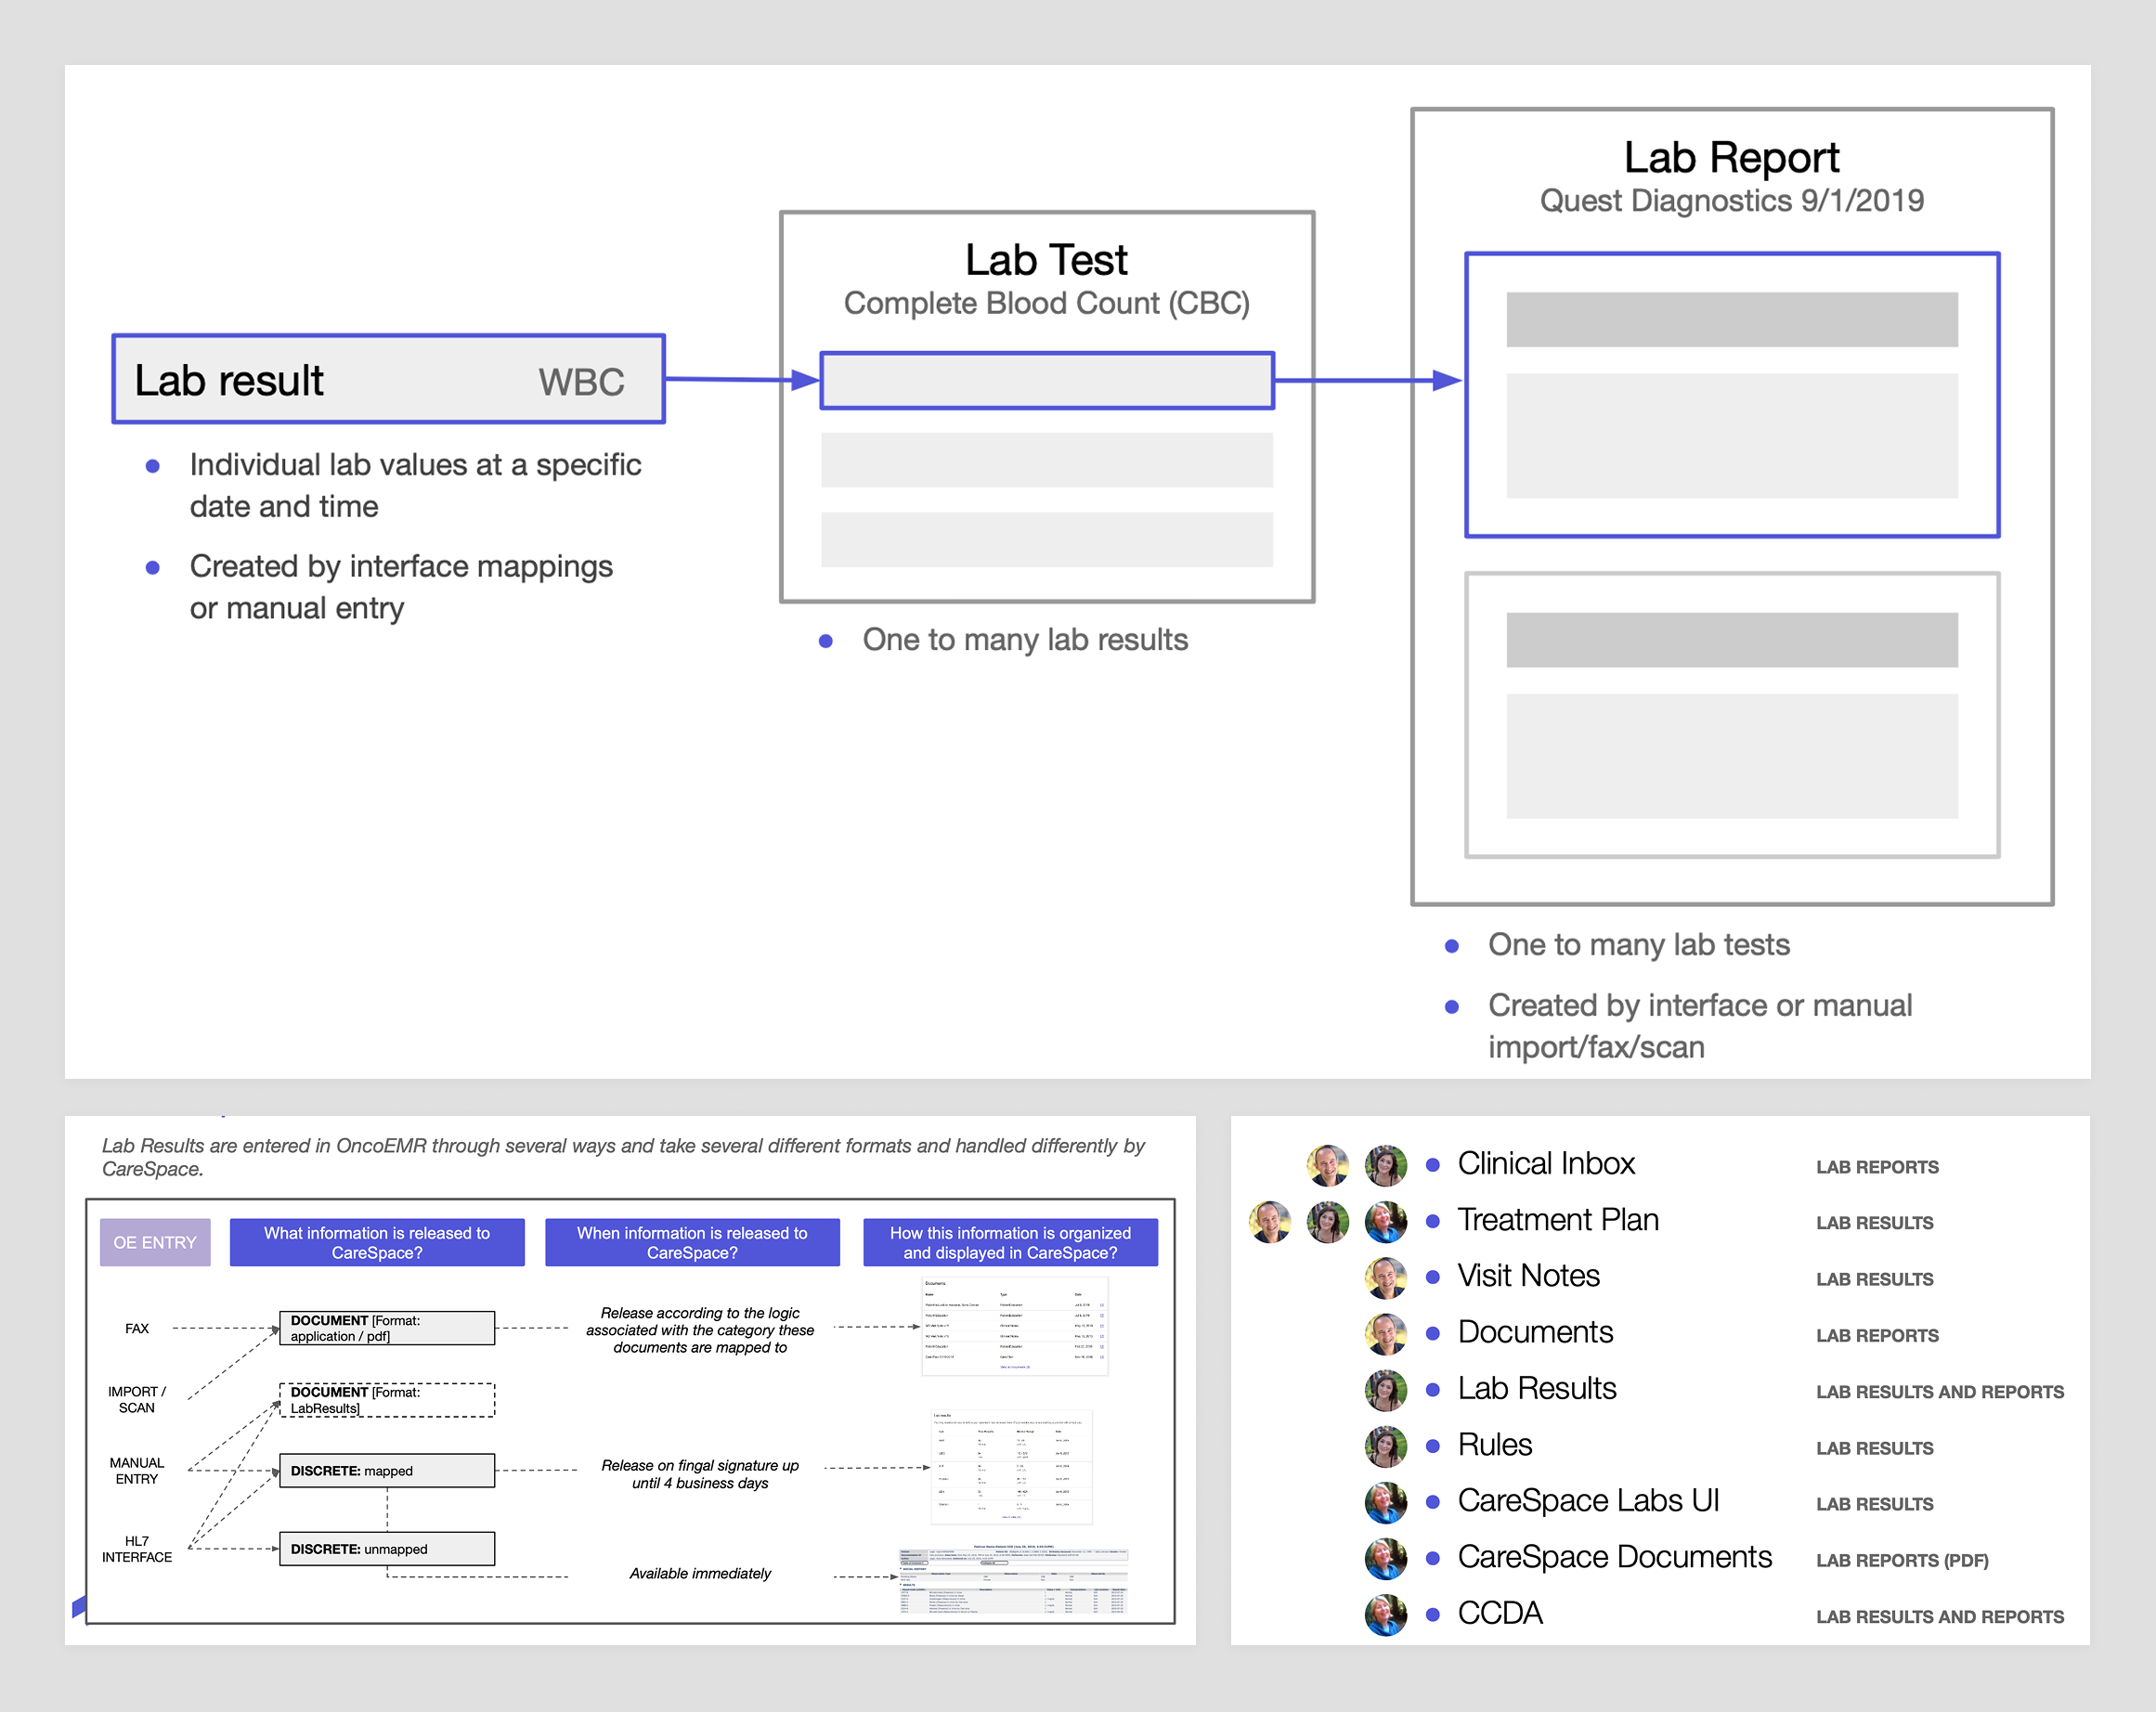 Lab result
WBC
Individual lab values at a specific
date and time
Created by interface mappings
or manual entry
Lab Test
Complete Blood Count (CBC)
One to many lab results
Lab Report
Quest Diagnostics 9/1/2019
One to many lab tests
Created by interface or manual
import/fax/scan
Lab Results are entered in OncoEMR through several ways and take several different formats and handled differently by
CareSpace.
OE ENTRY
What information is released to
CareSpace?
When information is released to
CareSpace?
How this information is organized
and displayed in CareSpace?
FAX
IMPORT /
SCAN
MANUAL
ENTRY
HL7
INTERFACE
DOCUMENT [Format:
application / pdf]
DOCUMENT [Format:
LabResults]
DISCRETE: mapped
DISCRETE: unmapped
Release according to the logic
associated with the category these
documents are mapped to
Release on fingal signature up
until 4 business days
Available immediately
Documents
Name Type Date
Clinical Inbox LAB REPORTS
Treatment Plan LAB RESULTS
Visit Notes LAB RESULTS
Documents LAB REPORTS
Lab Results LAB RESULTS AND REPORTS
Rules LAB RESULTS
CareSpace Labs UI LAB RESULTS
CareSpace Documents LAB REPORTS (PDF)
CCDA LAB RESULTS AND REPORTS